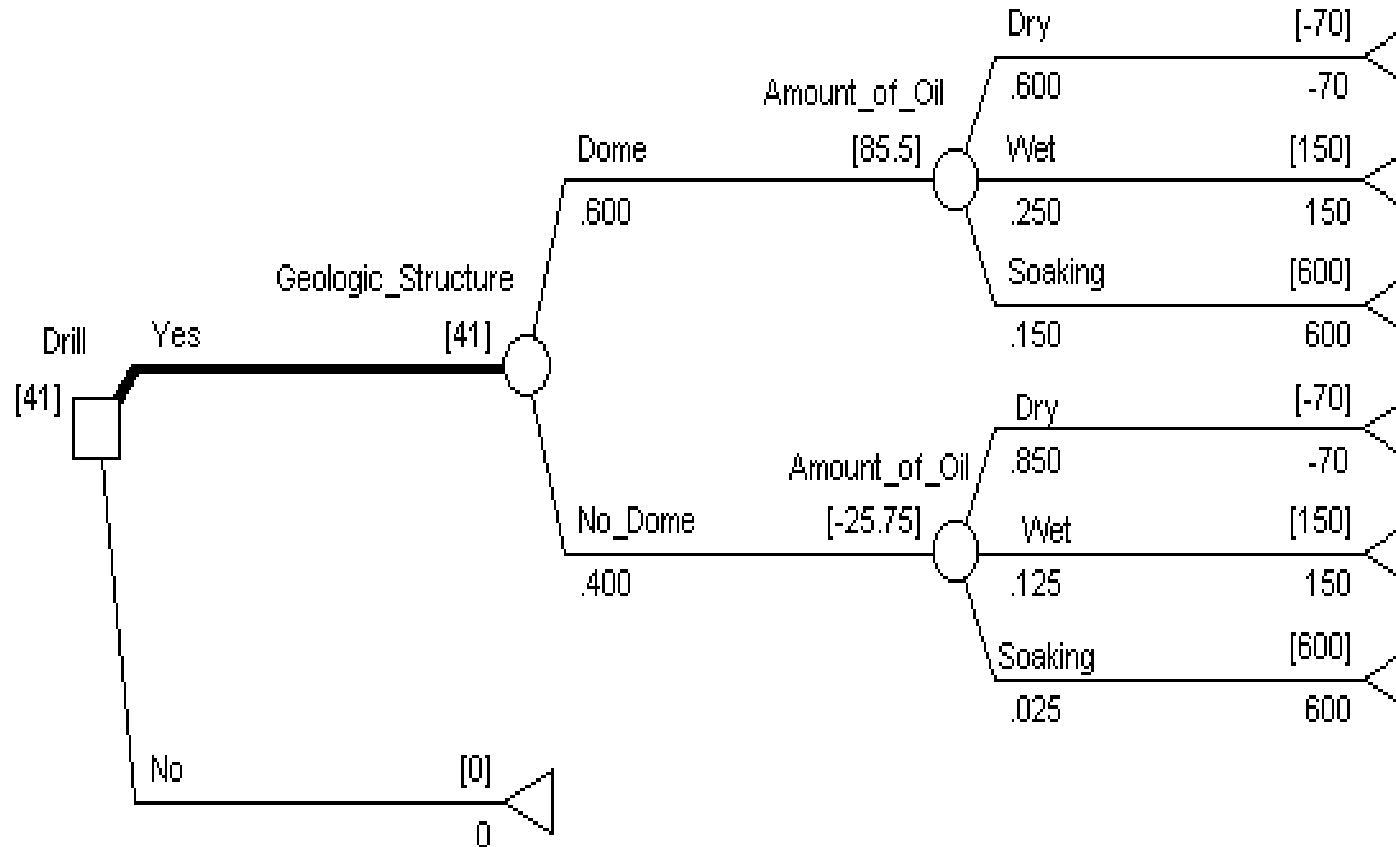 Dry [-70]
.600 -70
Amount_of_Oil
[85.5]
Wet [150]
.250 150
Soaking [600]
.150 600
Dome
.600
Geologic_Structure
[41]
Yes
Drill
[41]
Dry [-70]
.850 -70
Amount_of_Oil
[-25.75]
Wet [150]
.125 150
Soaking [600]
.025 600
No_Dome
.400
No [0]
0